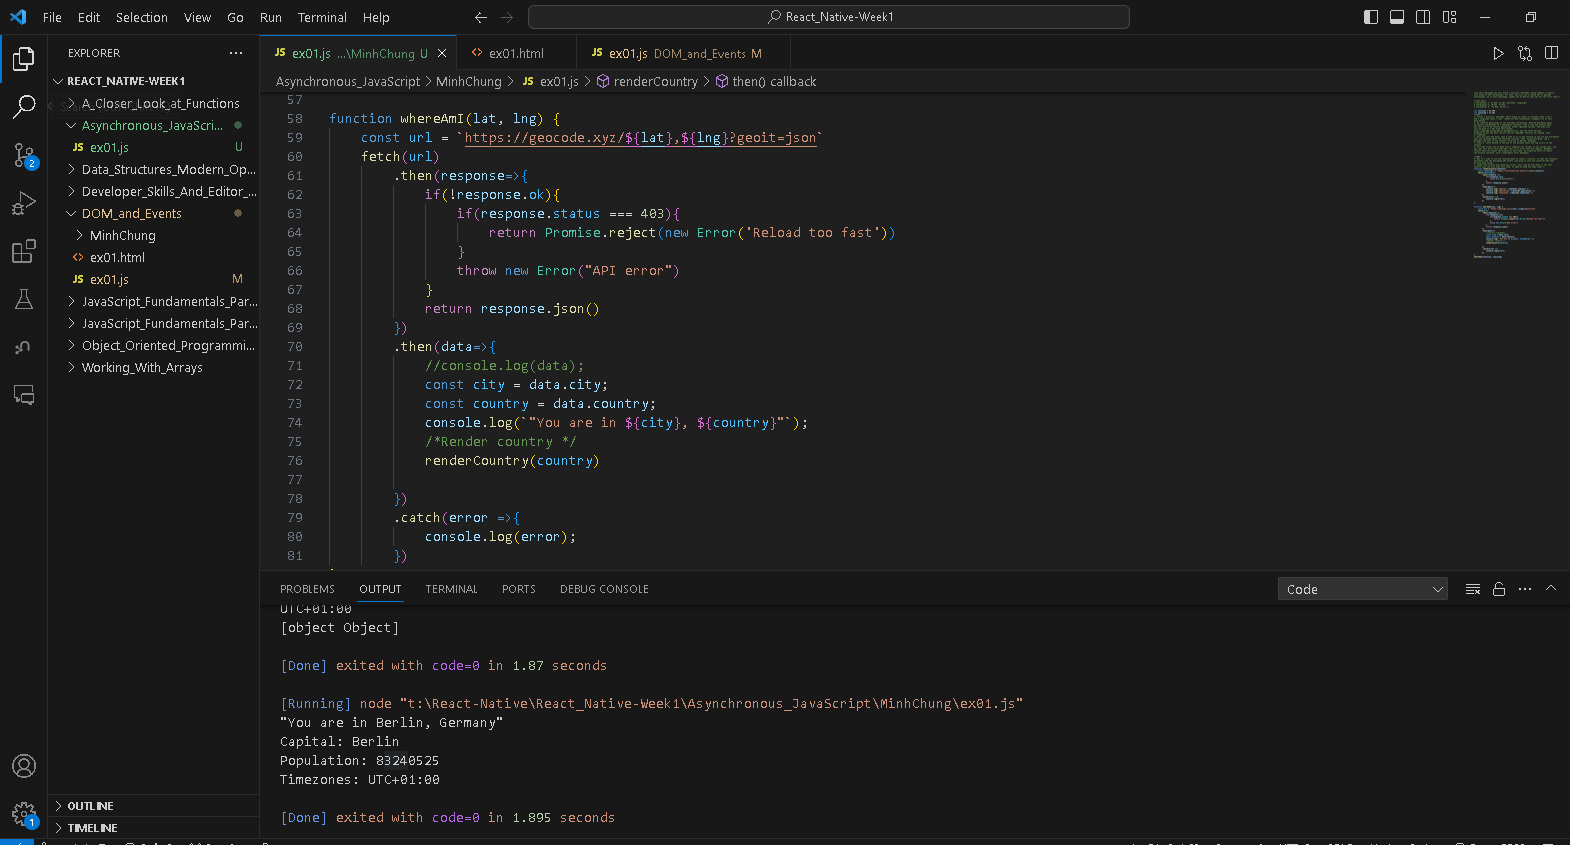 File Edit Selection View Go Run Terminal Help
React_Native-Week1
EXPLORER
REACT_NATIVE-WEEK1
A_Closer_Look_at_Functions
Asynchronous_JavaScri...
ex01.js U
Data_Structures_Modern_Op...
Developer_Skills_And_Editor_...
DOM_and_Events
MinhChung
ex01.html
ex01.js M
JavaScript_Fundamentals_Par...
JavaScript_Fundamentals_Par...
Object_Oriented_Programmi...
Working_With_Arrays
OUTLINE
TIMELINE
2
1
JS ex01.js ...\MinhChung U
ex01.html
JS ex01.js DOM_and_Events M
Asynchronous_JavaScript > MinhChung > JS ex01.js > renderCountry > then() callback
57
58 function whereAmI(lat, lng) {
59 const url = `https://geocode.xyz/${lat},${lng}?geoit=json`
60 fetch(url)
61 .then(response=>{
62 if(!response.ok){
63 if(response.status === 403){
64 return Promise.reject(new Error('Reload too fast'))
65 }
66 throw new Error("API error")
67 }
68 return response.json()
69 })
70 .then(data=>{
71 //console.log(data);
72 const city = data.city;
73 const country = data.country;
74 console.log(`"You are in ${city}, ${country}"`);
75 /*Render country */
76 renderCountry(country)
77
78 })
79 .catch(error =>{
80 console.log(error);
81 })
PROBLEMS OUTPUT TERMINAL PORTS DEBUG CONSOLE
Code
UTC+01:00
[object Object]
[Done] exited with code=0 in 1.87 seconds
[Running] node "t:\React-Native\React_Native-Week1\Asynchronous_JavaScript\MinhChung\ex01.js"
"You are in Berlin, Germany"
Capital: Berlin
Population: 83240525
Timezones: UTC+01:00
[Done] exited with code=0 in 1.895 seconds